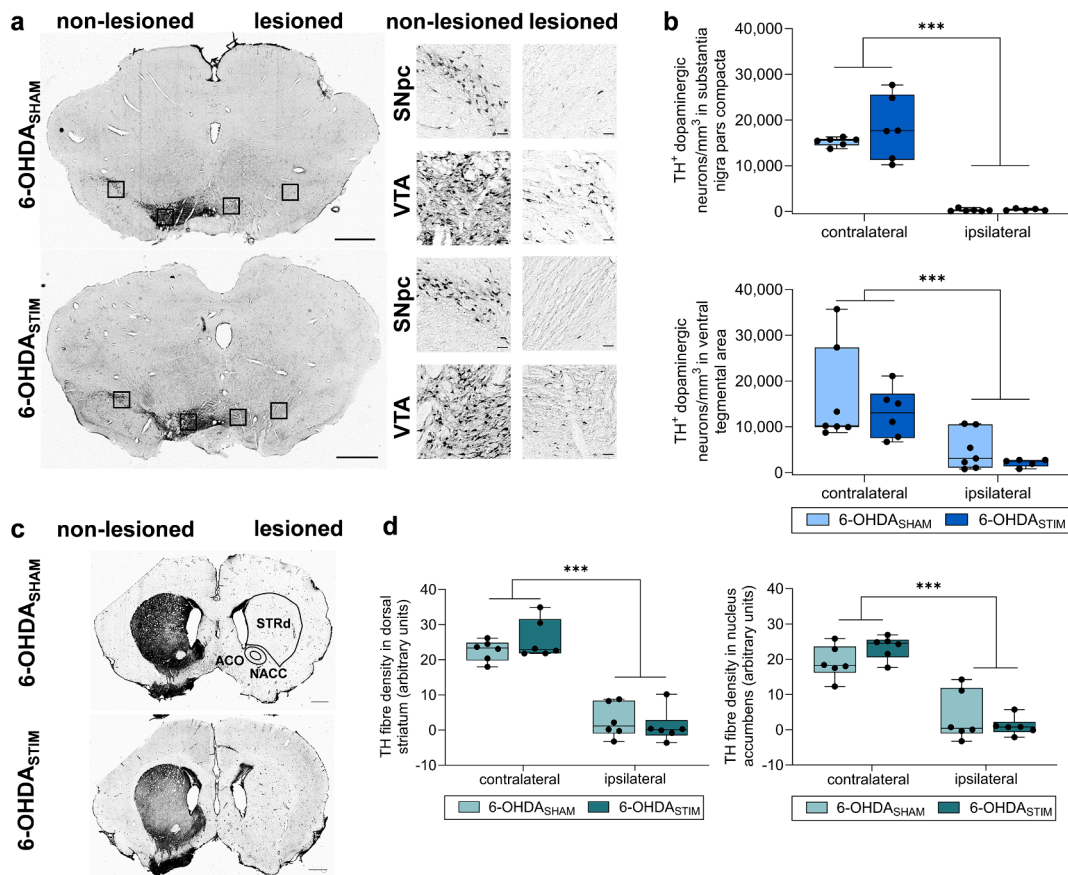 a
non-lesioned lesioned
6-OHDASHAM
6-OHDASTIM
non-lesioned lesioned
SNpc
VTA
SNpc
VTA
b
TH+ dopaminergic
neurons/mm3 in substantia
nigra pars compacta
40,000
30,000
20,000
10,000
0
***
contralateral ipsilateral
TH+ dopaminergic
neurons/mm3 in ventral
tegmental area
40,000
30,000
20,000
10,000
0
***
contralateral ipsilateral
6-OHDASHAM 6-OHDASTIM
c
non-lesioned lesioned
6-OHDASHAM
STRd
ACO
NACC
6-OHDASTIM
d
TH fibre density in dorsal
striatum (arbitrary units)
40
30
20
10
0
-10
***
contralateral ipsilateral
6-OHDASHAM 6-OHDASTIM
TH fibre density in nucleus
accumbens (arbitrary units)
40
30
20
10
0
-10
***
contralateral ipsilateral
6-OHDASHAM 6-OHDASTIM